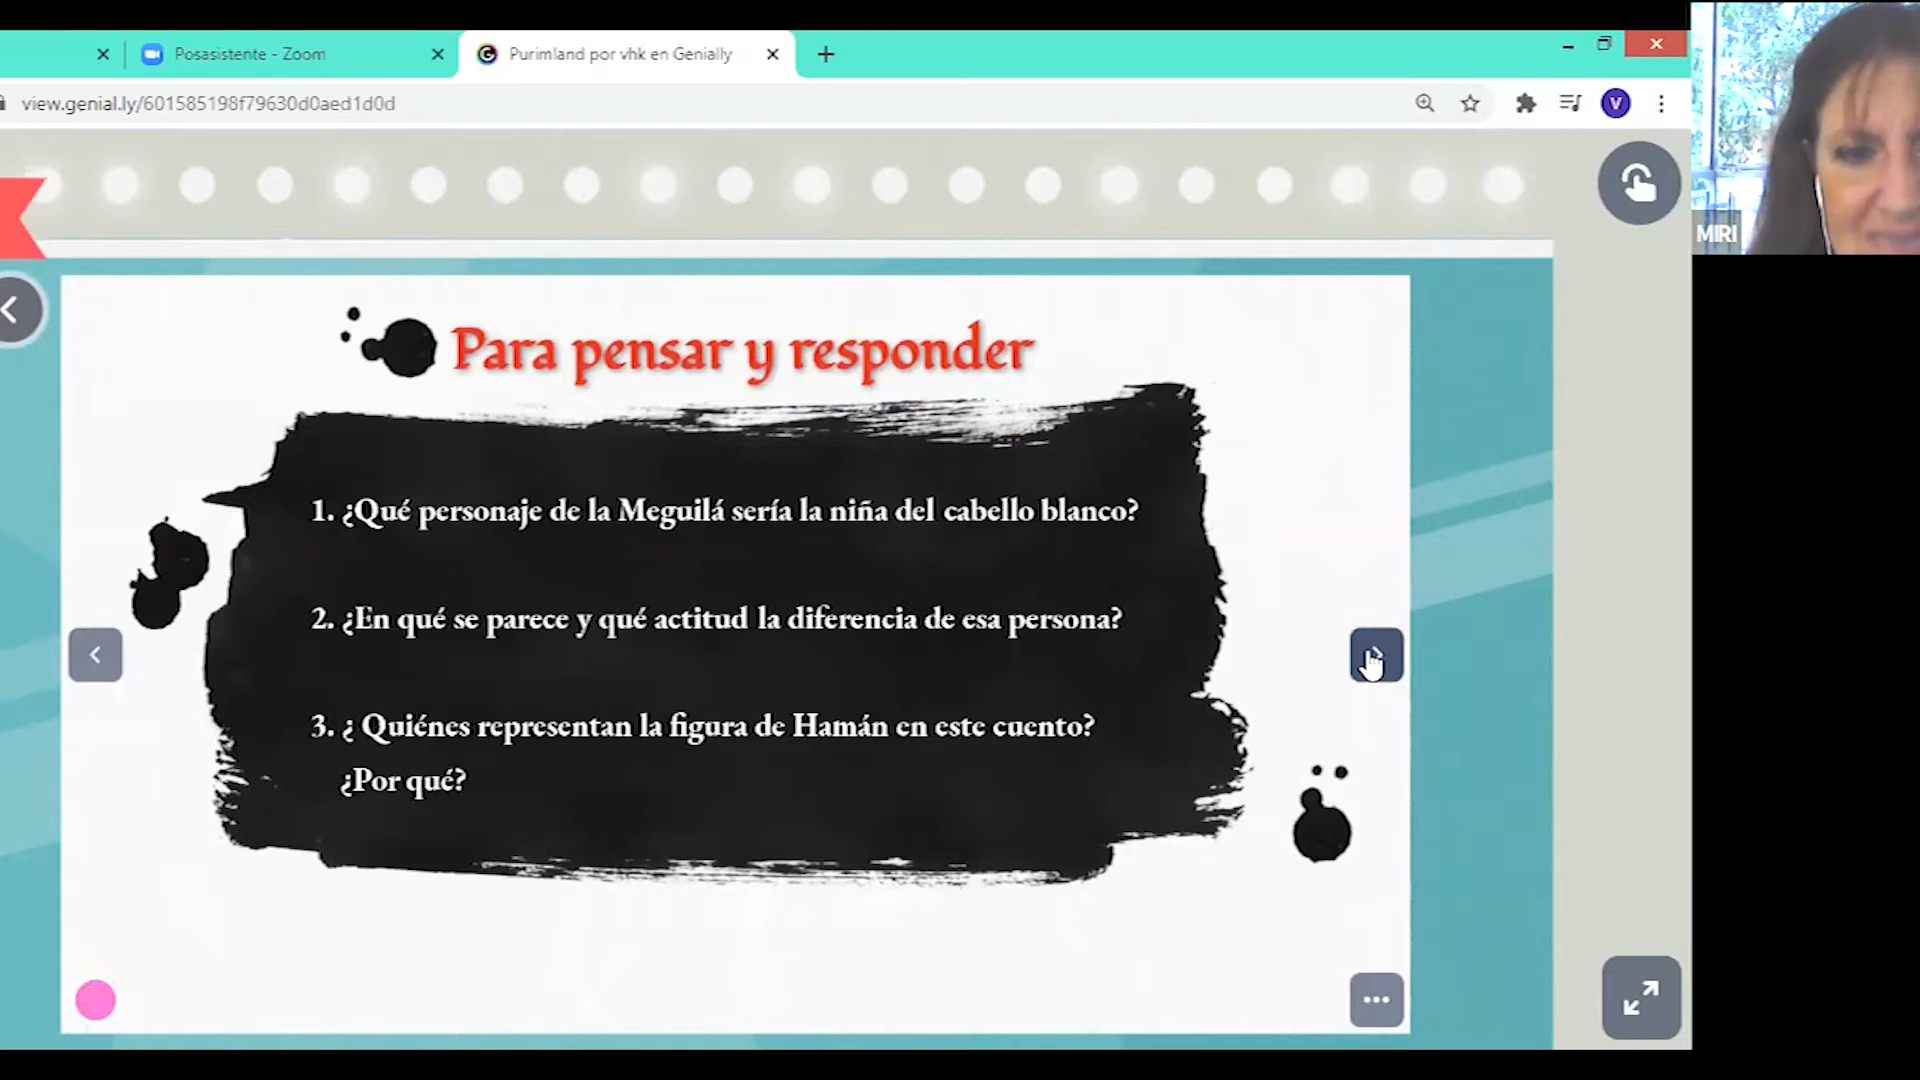 Posasistente - Zoom
Purimland por vhk en Genially
view.genial.ly/601585198f79630d0aed1d0d
V
MIRI
Para pensar y responder
1. ¿Qué personaje de la Meguilá sería la niña del cabello blanco?
2. ¿En qué se parece y qué actitud la diferencia de esa persona?
3. ¿ Quiénes representan la figura de Hamán en este cuento?
¿Por qué?